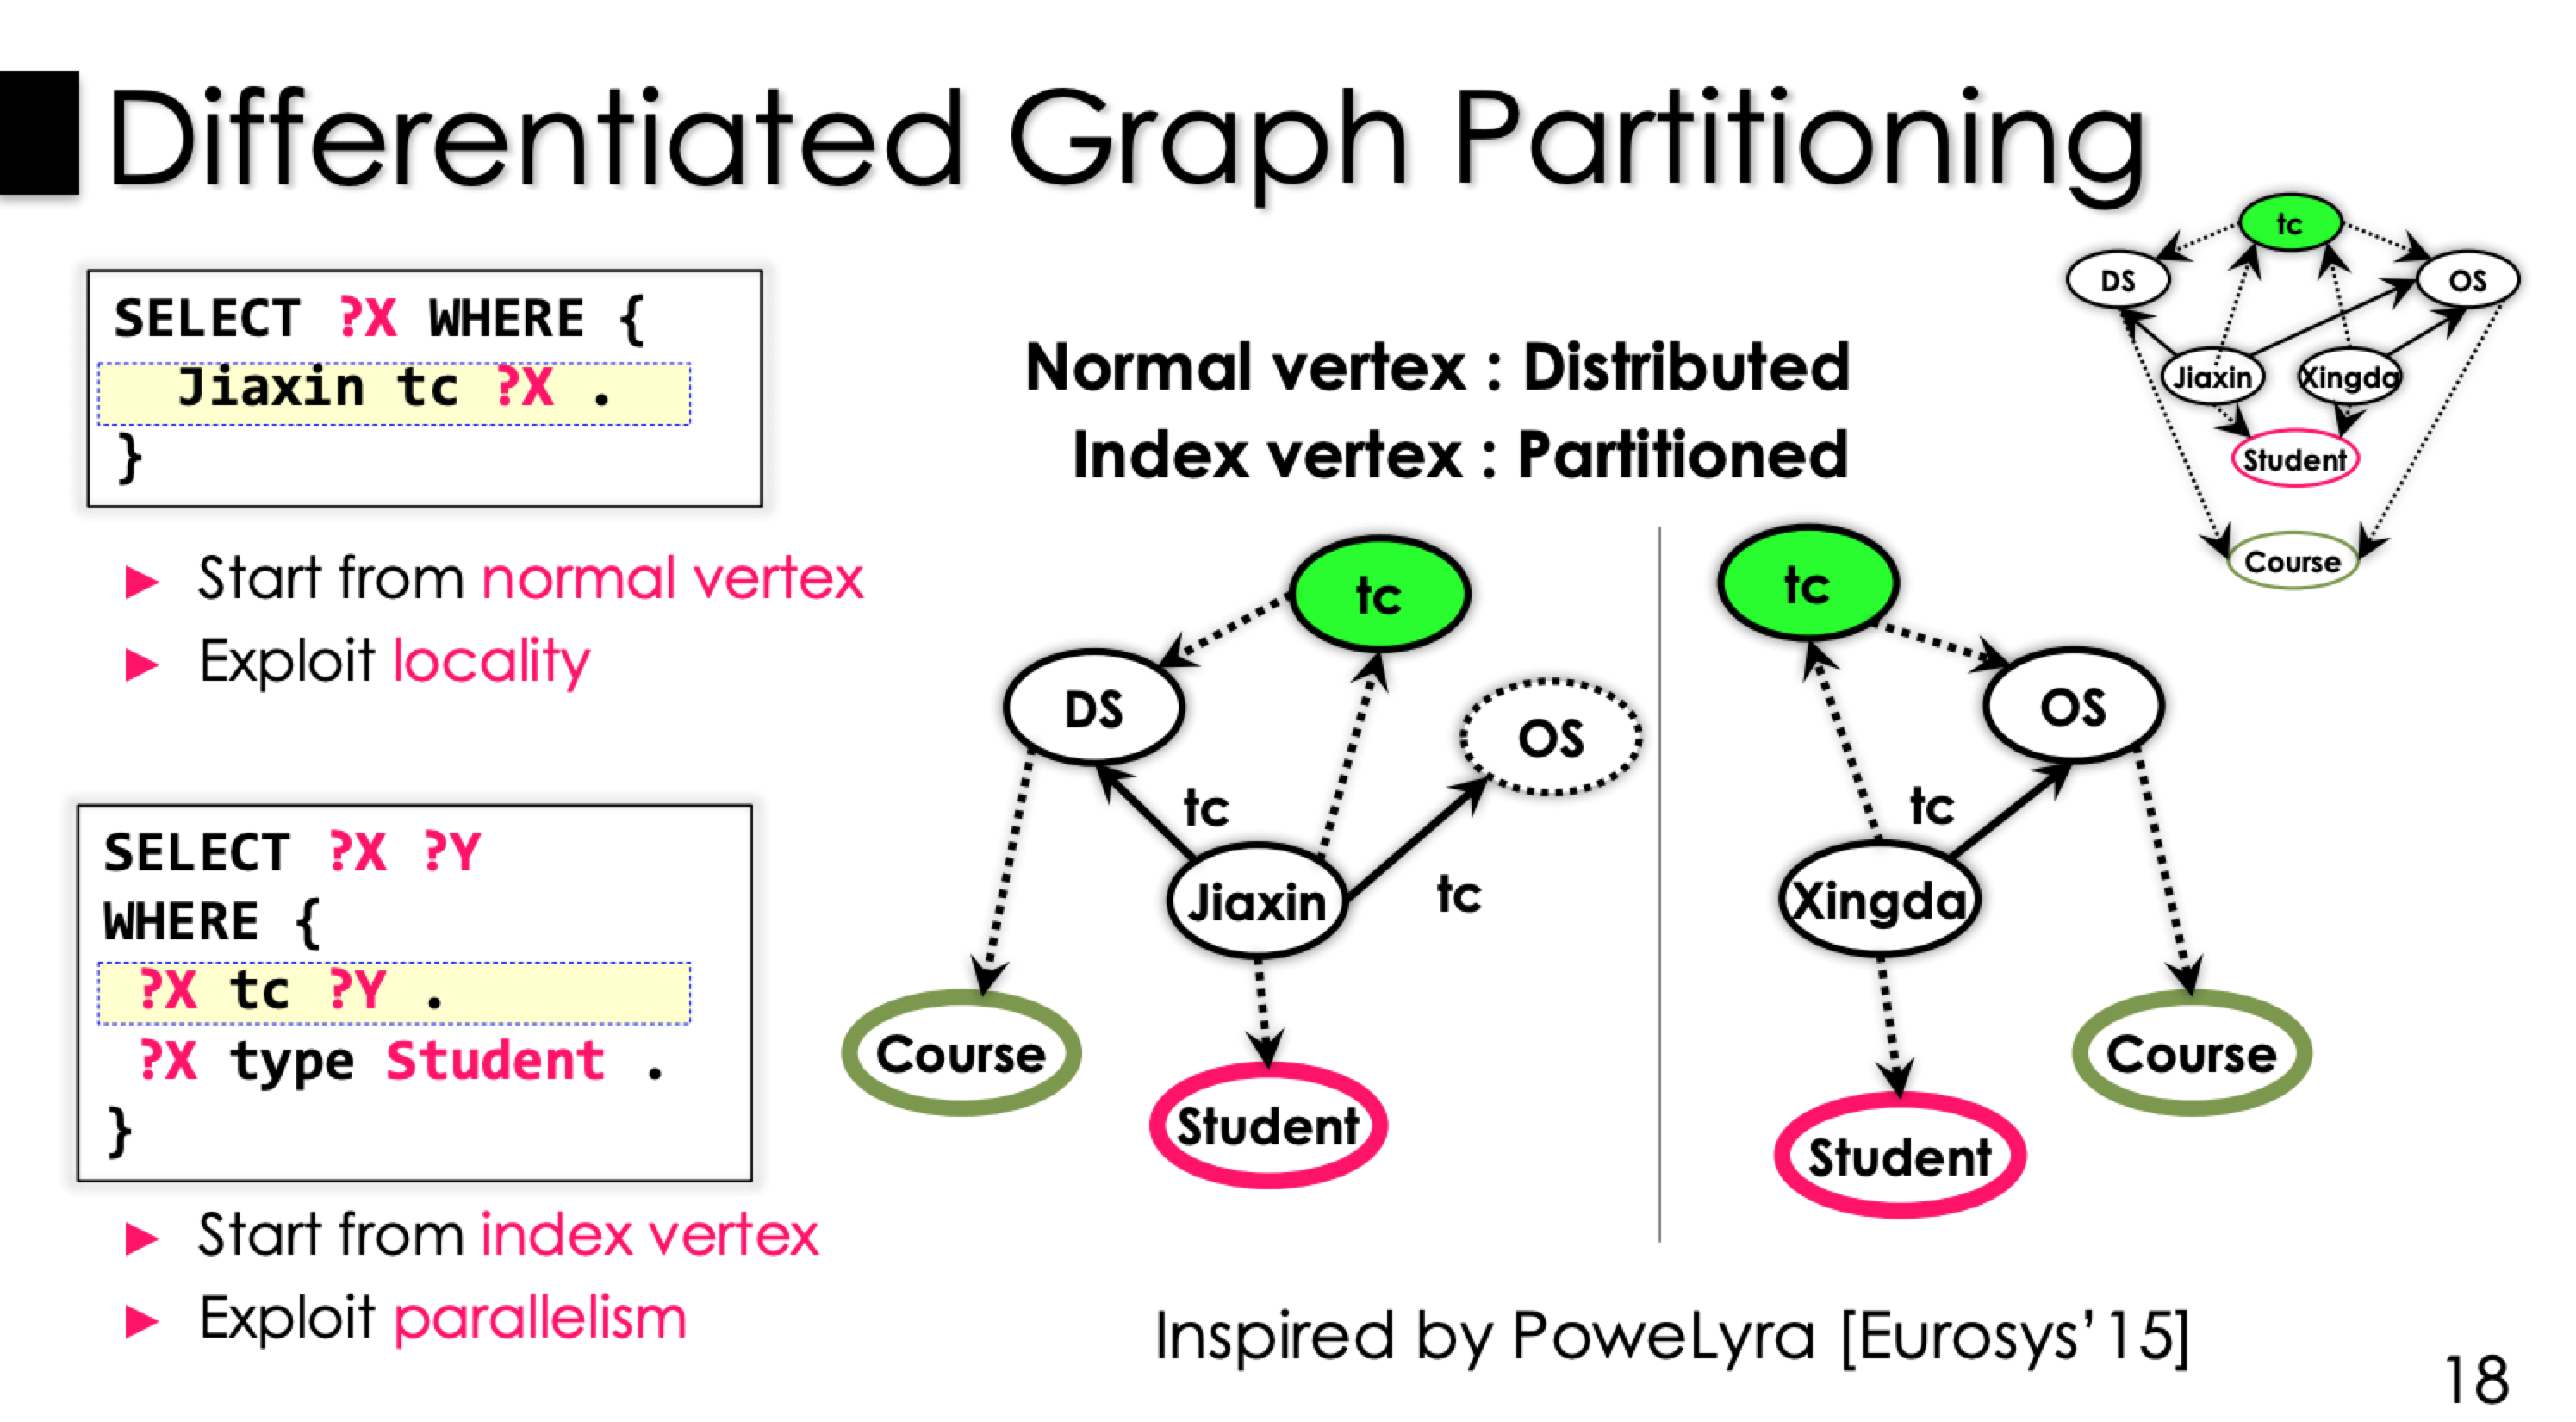 Differentiated Graph Partitioning
SELECT ?X WHERE {
Jiaxin tc ?X .
}
► Start from normal vertex
► Exploit locality
SELECT ?X ?Y
WHERE {
?X tc ?Y .
?X type Student .
}
► Start from index vertex
► Exploit parallelism
Normal vertex : Distributed
Index vertex : Partitioned
tc
DS
OS
tc
Jiaxin
tc
Course
Student
tc
OS
tc
Xingda
Course
Student
tc
DS
OS
Jiaxin
Xingda
Student
Course
Inspired by PoweLyra [Eurosys’15]
18